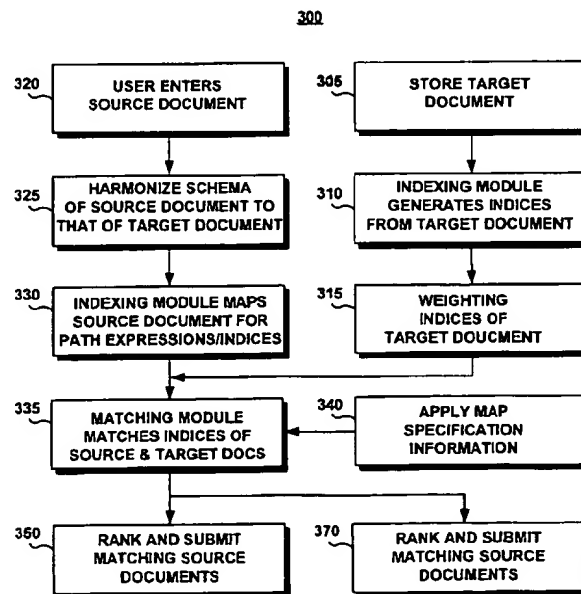 300
320
USER ENTERS
SOURCE DOCUMENT
305
STORE TARGET
DOCUMENT
325
HARMONIZE SCHEMA
OF SOURCE DOCUMENT TO
THAT OF TARGET DOCUMENT
310
INDEXING MODULE
GENERATES INDICES
FROM TARGET DOCUMENT
330
INDEXING MODULE MAPS
SOURCE DOCUMENT FOR
PATH EXPRESSIONS/INDICES
315
WEIGHTING
INDICES OF
TARGET DOUCMENT
335
MATCHING MODULE
MATCHES INDICES OF
SOURCE & TARGET DOCS
340
APPLY MAP
SPECIFICATION
INFORMATION
350
RANK AND SUBMIT
MATCHING SOURCE
DOCUMENTS
370
RANK AND SUBMIT
MATCHING SOURCE
DOCUMENTS